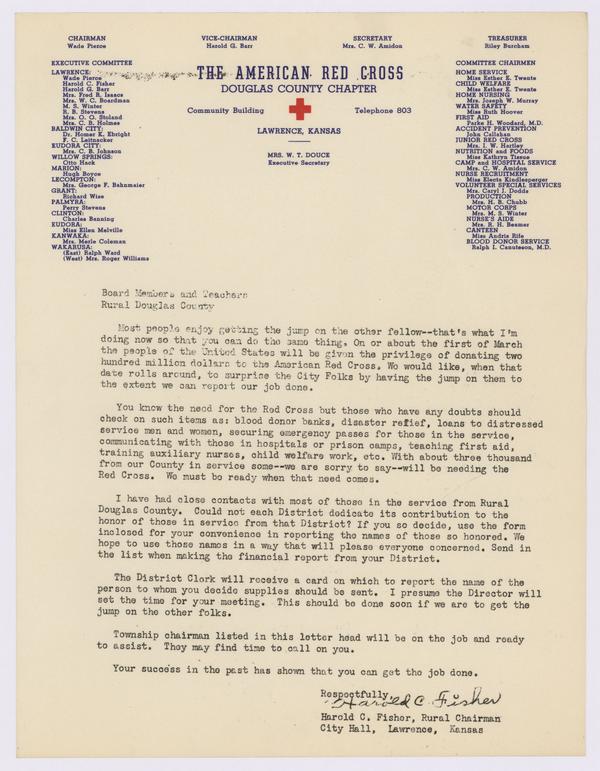 CHAIRMAN
Wade Pierce
VICE-CHAIRMAN
Harold G. Barr
SECRETARY
Mrs. C. W. Amidon
TREASURER
Riley Burcham
EXECUTIVE COMMITTEE
LAWRENCE:
Wade Pierce
Harold C. Fisher
Harold G. Barr
Mrs. Fred R. Isaacs
Mrs. W. C. Boardman
M. S. Winter
R. B. Stevens
Mrs. O. O. Stoland
Mrs. C. B. Holmes
BALDWIN CITY:
Dr. Homer K. Ebright
F. C. Leitnacker
EUDORA CITY:
Mrs. C. B. Johnson
WILLOW SPRINGS:
Otto Hack
MARION:
Hugh Boyce
LECOMPTON:
Mrs. George F. Bahnmaier
GRANT:
Richard Wise
PALMYRA:
Perry Stevens
CLINTON:
Charles Banning
EUDORA:
Miss Ellen Melville
KANWAKA:
Mrs. Merle Coleman
WAKARUSA:
(East) Ralph Ward
(West) Mrs. Roger Williams
THE AMERICAN RED CROSS
DOUGLAS COUNTY CHAPTER
Community Building
Telephone 803
LAWRENCE, KANSAS
MRS. W. T. DOUCE
Executive Secretary
COMMITTEE CHAIRMEN
HOME SERVICE
Miss Esther E. Twente
CHILD WELFARE
Miss Esther E. Twente
HOME NURSING
Mrs. Joseph W. Murray
WATER SAFETY
Miss Ruth Hoover
FIRST AID
Parke H. Woodard, M.D.
ACCIDENT PREVENTION
John Callahan
JUNIOR RED CROSS
Mrs. I. W. Hartley
NUTRITION and FOODS
Miss Kathryn Tissue
CAMP and HOSPITAL SERVICE
Mrs. C. W. Amidon
NURSE RECRUITMENT
Miss Electa Kindlesperger
VOLUNTEER SPECIAL SERVICES
Mrs. Caryl J. Dodds
PRODUCTION
Mrs. H. B. Chubb
MOTOR CORPS
Mrs. M. S. Winter
NURSE'S AIDE
Mrs. R. H. Beamer
CANTEEN
Miss Andris Rife
BLOOD DONOR SERVICE
Ralph I. Canuteson, M.D.
Board Members and Teachers
Rural Douglas County
Most people enjoy getting the jump on the other fellow--that's what I'm
doing now so that you can do the same thing. On or about the first of March
the people of the United States will be given the privilege of donating two
hundred million dollars to the American Red Cross. We would like, when that
date rolls around, to surprise the City Folks by having the jump on them to
the extent we can report our job done.
You know the need for the Red Cross but those who have any doubts should
check on such items as: blood donor banks, disaster relief, loans to distressed
service men and women, securing emergency passes for those in the service,
communicating with those in hospitals or prison camps, teaching first aid,
training auxiliary nurses, child welfare work, etc. With about three thousand
from our County in service some--we are sorry to say--will be needing the
Red Cross. We must be ready when that need comes.
I have had close contacts with most of those in the service from Rural
Douglas County. Could not each District dedicate its contribution to the
honor of those in service from that District? If you so decide, use the form
inclosed for your convenience in reporting the names of those so honored. We
hope to use those names in a way that will please everyone concerned. Send in
the list when making the financial report from your District.
The District Clerk will receive a card on which to report the name of the
person to whom you decide supplies should be sent. I presume the Director will
set the time for your meeting. This should be done soon if we are to get the
jump on the other folks.
Township chairman listed in this letter head will be on the job and ready
to assist. They may find time to call on you.
Your success in the past has shown that you can get the job done.
Respectfully,
Harold C. Fisher
Harold C. Fisher, Rural Chairman
City Hall, Lawrence, Kansas